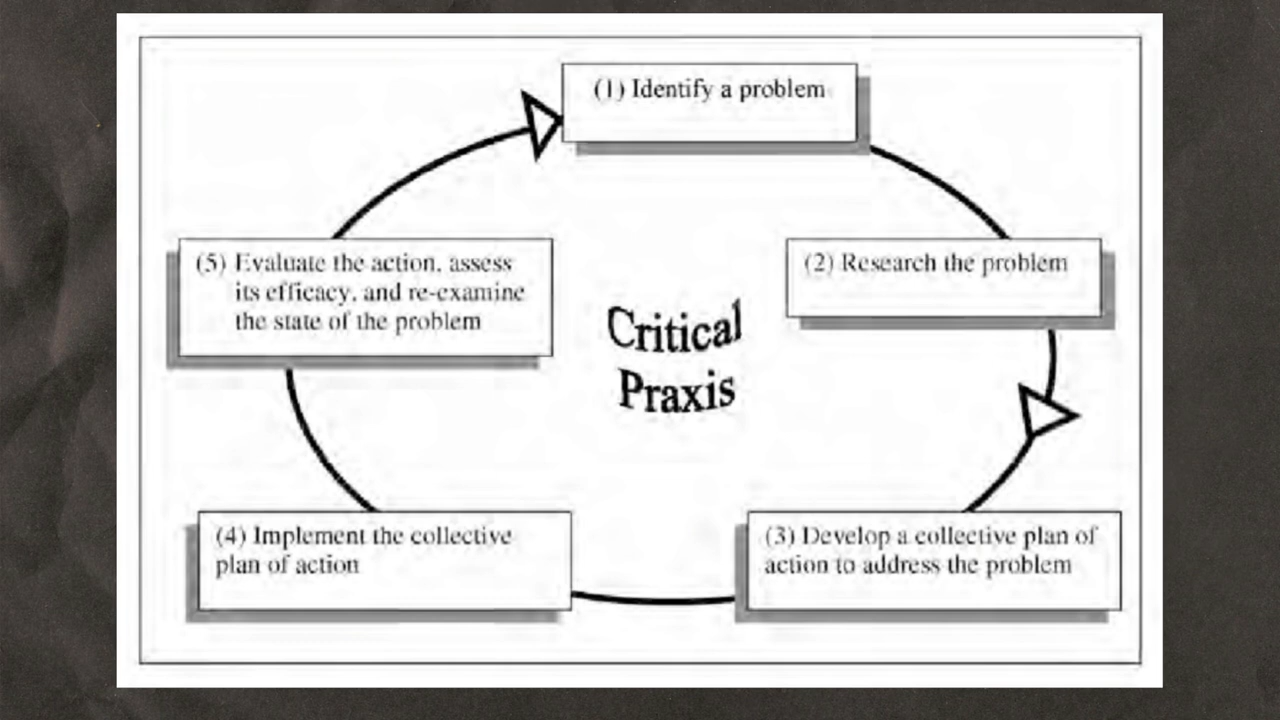 (1) Identify a problem
(2) Research the problem
(3) Develop a collective plan of
action to address the problem
(4) Implement the collective
plan of action
(5) Evaluate the action, assess
its efficacy, and re-examine
the state of the problem
Critical
Praxis